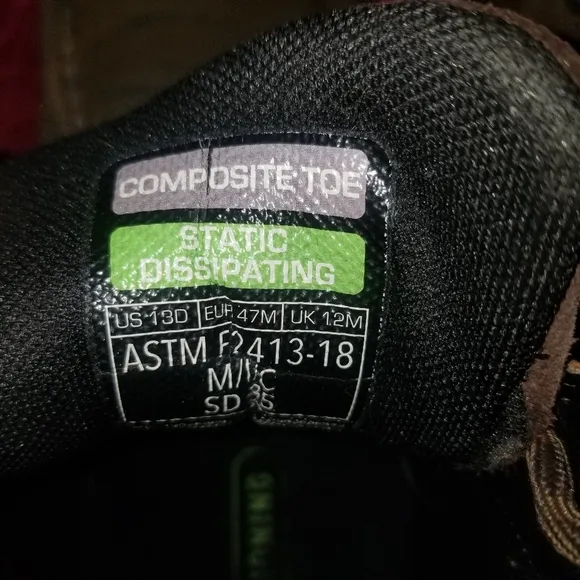 COMPOSITE TOE
STATIC
DISSIPATING
US 13D EUR 47M UK 12M
ASTM F2413-18
SD